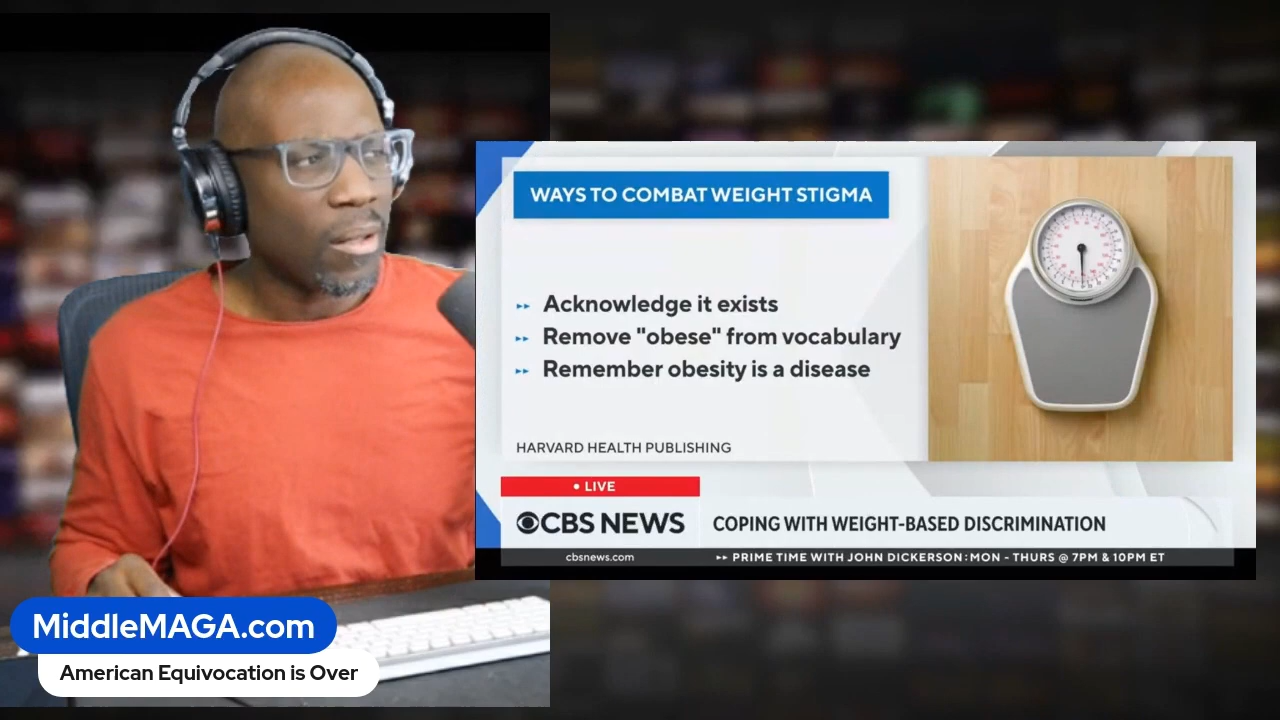 WAYS TO COMBAT WEIGHT STIGMA
Acknowledge it exists
Remove "obese" from vocabulary
Remember obesity is a disease
HARVARD HEALTH PUBLISHING
• LIVE
CBS NEWS
COPING WITH WEIGHT-BASED DISCRIMINATION
cbsnews.com
PRIME TIME WITH JOHN DICKERSON: MON - THURS @ 7PM & 10PM ET
MiddleMAGA.com
American Equivocation is Over